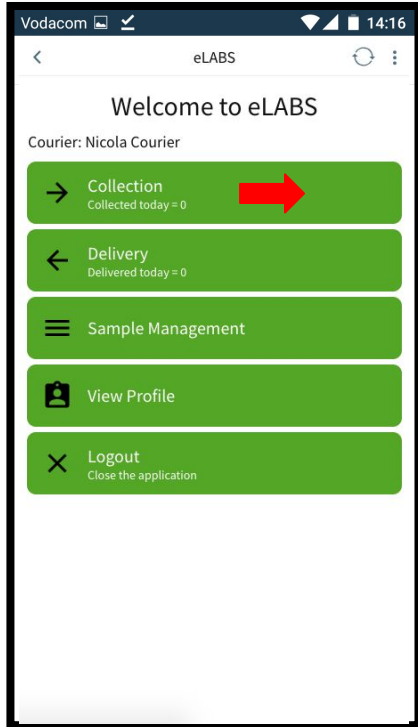 Vodacom 14:16
eLABS
Welcome to eLABS
Courier: Nicola Courier
Collection
Collected today = 0
Delivery
Delivered today = 0
Sample Management
View Profile
Logout
Close the application